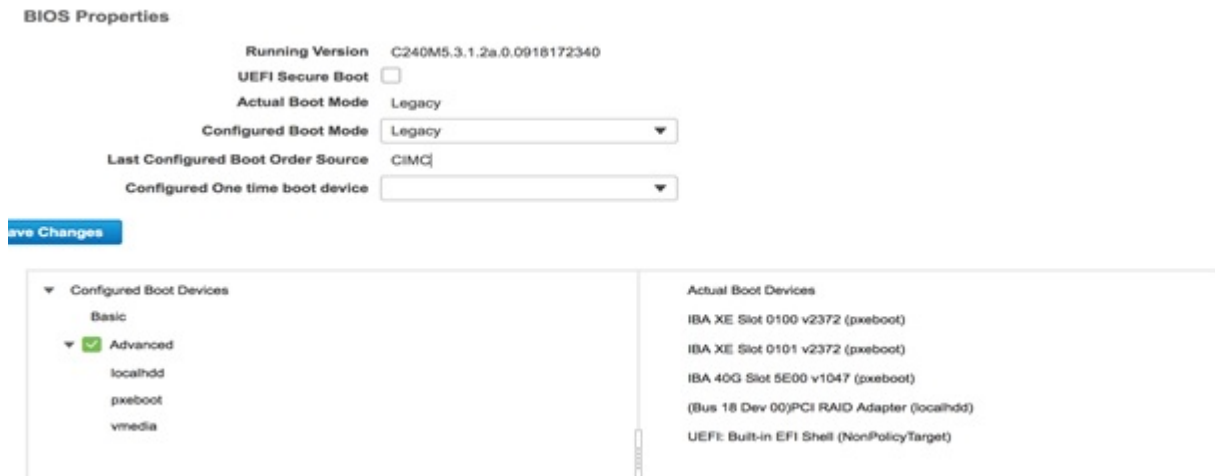 BIOS Properties
Running Version C240M5.3.1.2a.0.0918172340
UEFI Secure Boot
Actual Boot Mode Legacy
Configured Boot Mode Legacy
Last Configured Boot Order Source CIMC
Configured One time boot device
ave Changes
Configured Boot Devices
Basic
Advanced
localhdd
pxeboot
vmedia
Actual Boot Devices
IBA XE Slot 0100 v2372 (pxeboot)
IBA XE Slot 0101 v2372 (pxeboot)
IBA 40G Slot 5E00 v1047 (pxeboot)
(Bus 18 Dev 00)PCI RAID Adapter (localhdd)
UEFI: Built-in EFI Shell (NonPolicyTarget)